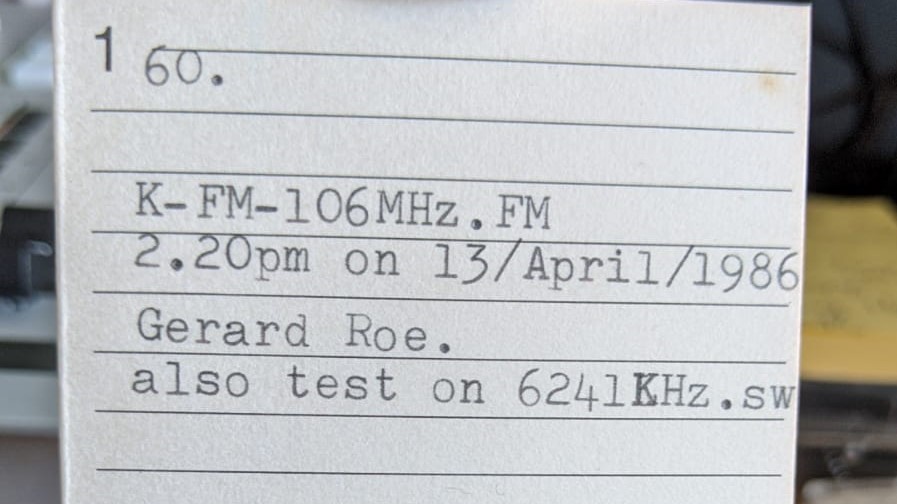 1 60.
K-FM-106MHz.FM
2.20pm on 13/April/1986
Gerard Roe.
also test on 6241KHz.sw